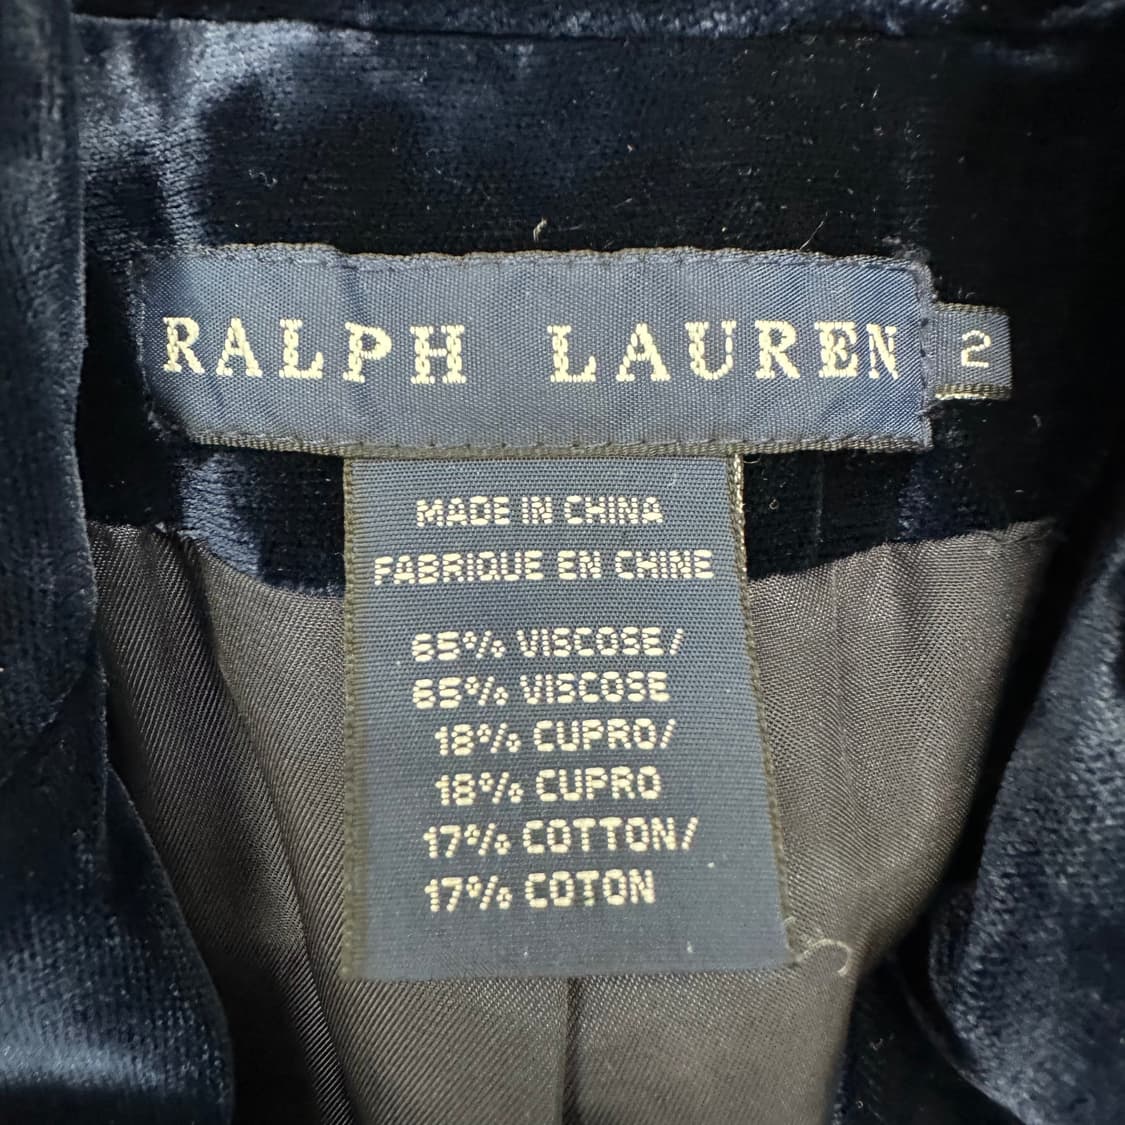 RALPH LAUREN
2
MADE IN CHINA
FABRIQUE EN CHINE
65% VISCOSE/
65% VISCOSE
18% CUPRO/
18% CUPRO
17% COTTON/
17% COTON